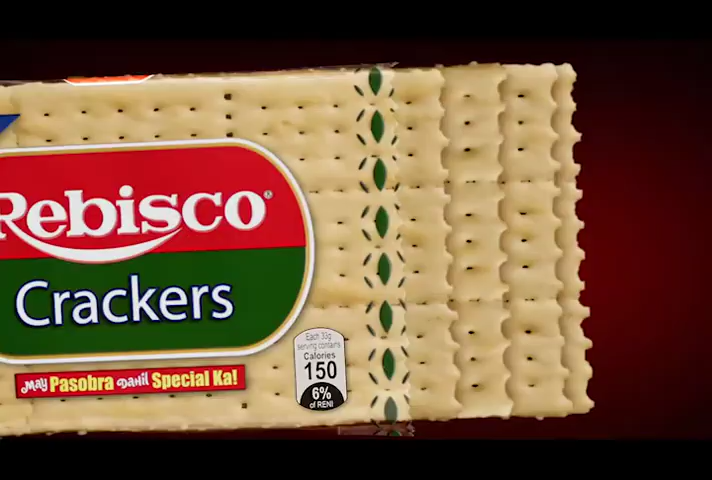 Rebisco®
Crackers
May Pasobra Dahil Special Ka!
Each 33g
serving contains
Calories
150
6%
of RENI